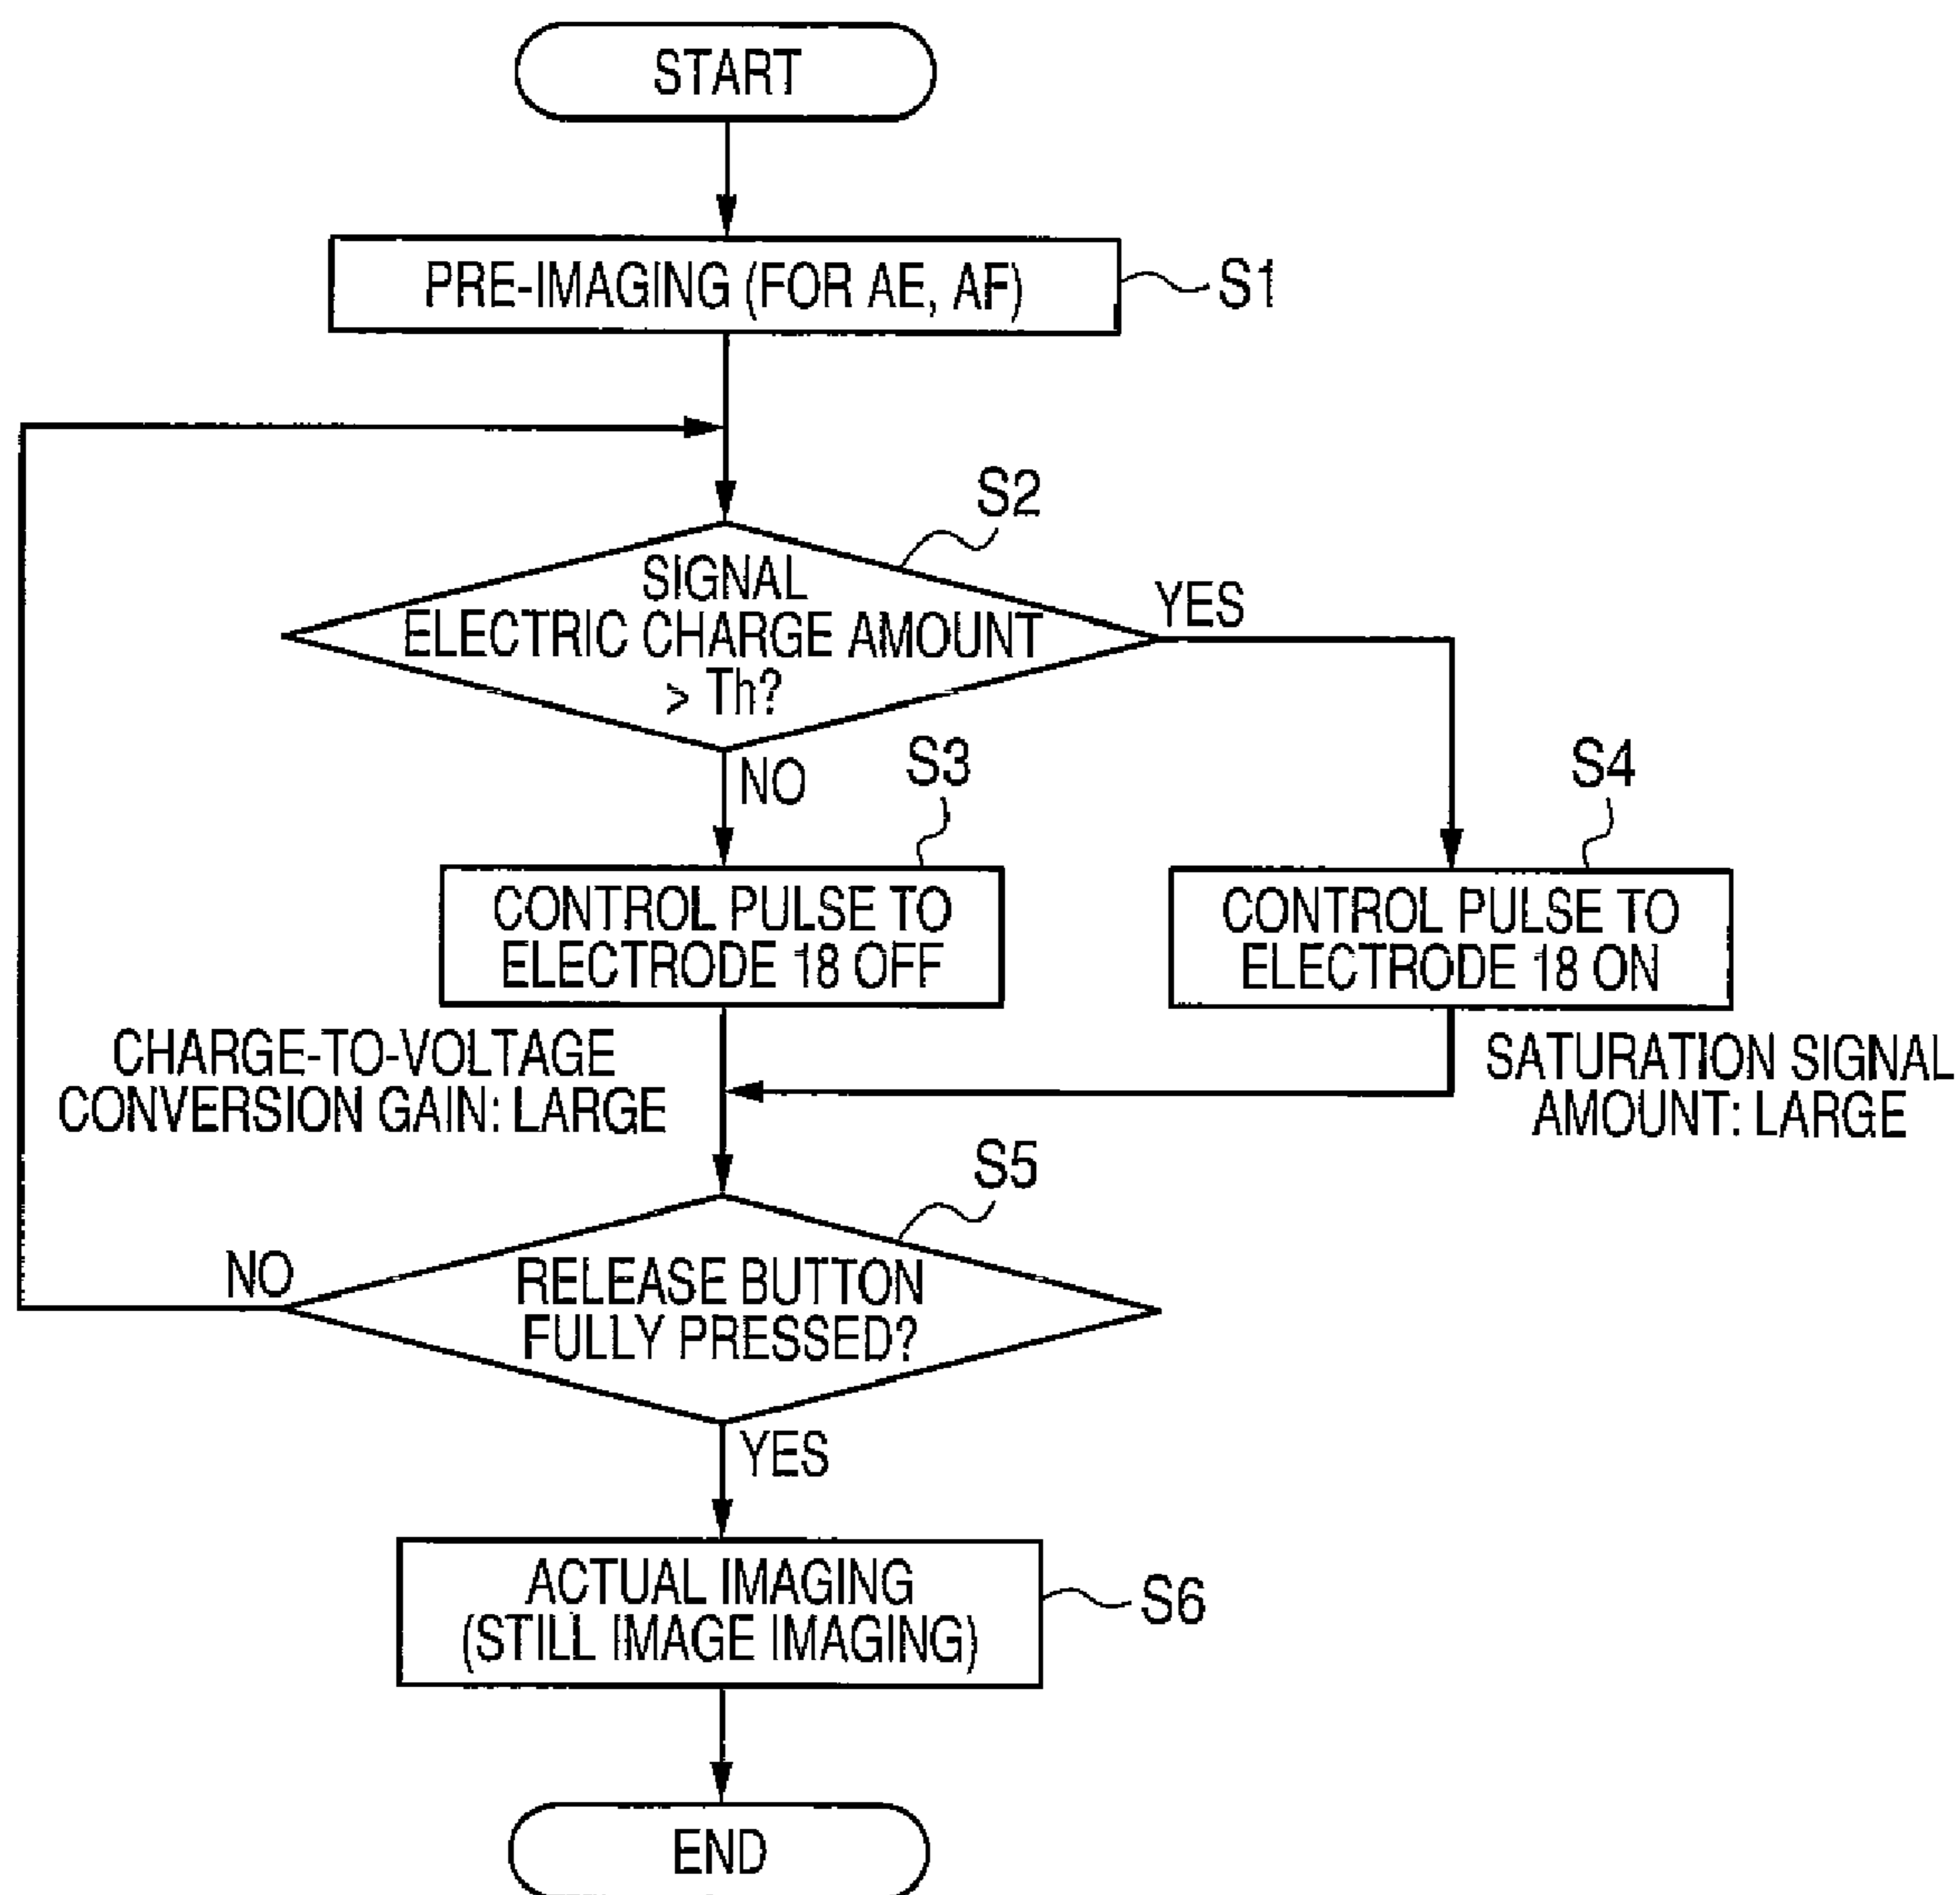 START
PRE-IMAGING (FOR AE, AF)
S1
S2
SIGNAL
ELECTRIC CHARGE AMOUNT
> Th?
YES
NO
S3
S4
CONTROL PULSE TO
ELECTRODE 18 OFF
CONTROL PULSE TO
ELECTRODE 18 ON
CHARGE-TO-VOLTAGE
CONVERSION GAIN: LARGE
SATURATION SIGNAL
AMOUNT: LARGE
S5
NO
RELEASE BUTTON
FULLY PRESSED?
YES
ACTUAL IMAGING
(STILL IMAGE IMAGING)
S6
END